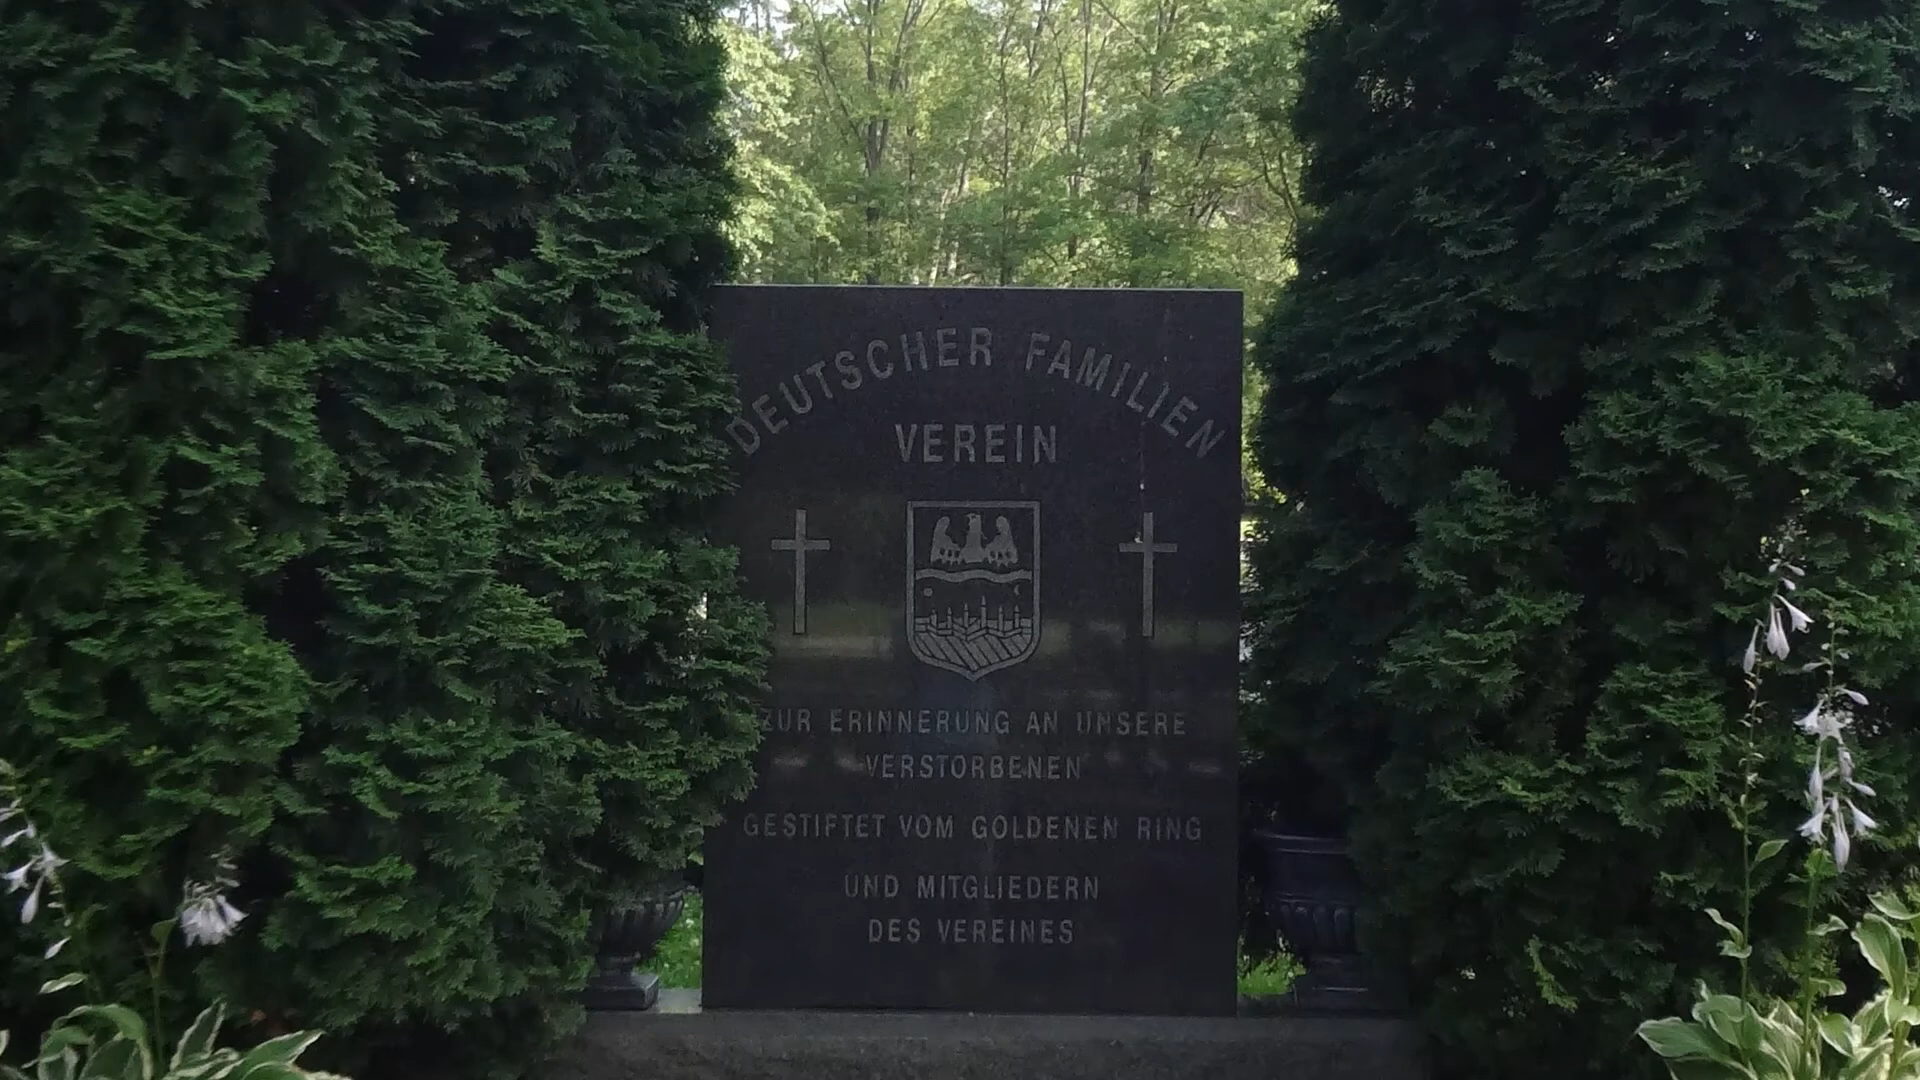 DEUTSCHER FAMILIEN
VEREIN
ZUR ERINNERUNG AN UNSERE
VERSTORBENEN
GESTIFTET VOM GOLDENEN RING
UND MITGLIEDERN
DES VEREINES